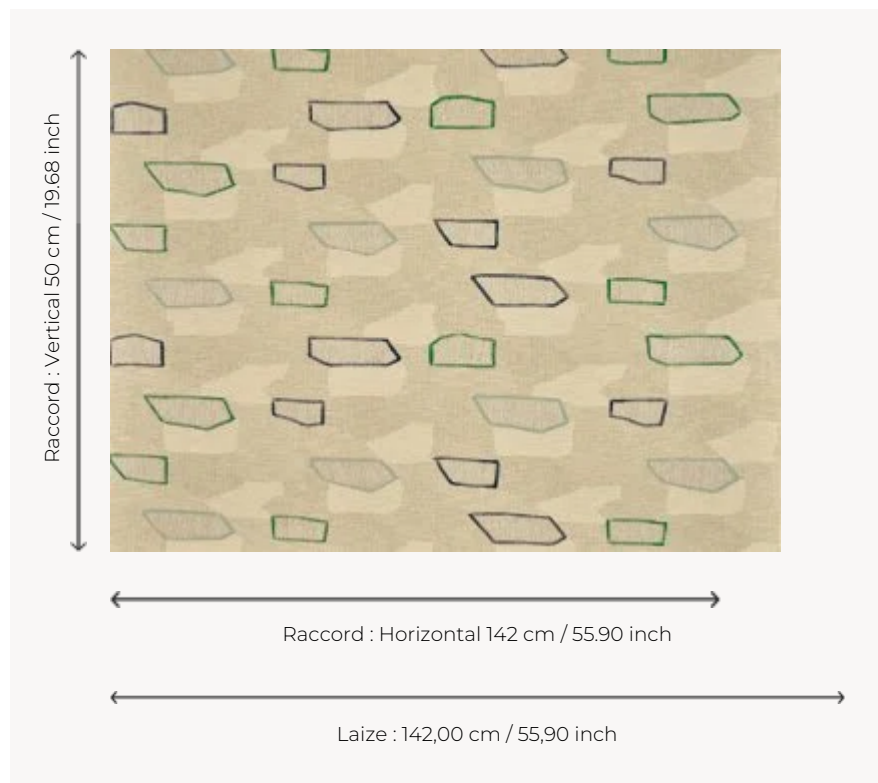 Raccord : Vertical 50 cm / 19.68 inch
Raccord : Horizontal 142 cm / 55.90 inch
Laize : 142,00 cm / 55,90 inch